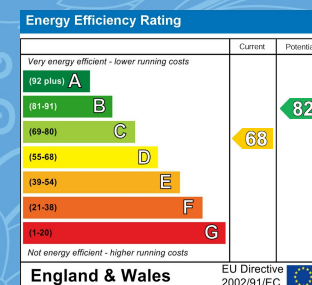 Energy Efficiency Rating
Current Potentia
Very energy efficient - lower running costs
(92 plus) A
(81-91) B
82
(69-80) C
68
(55-68) D
(39-54) E
(21-38) F
(1-20) G
Not energy efficient - higher running costs
England & Wales
EU Directive
2002/91/EC